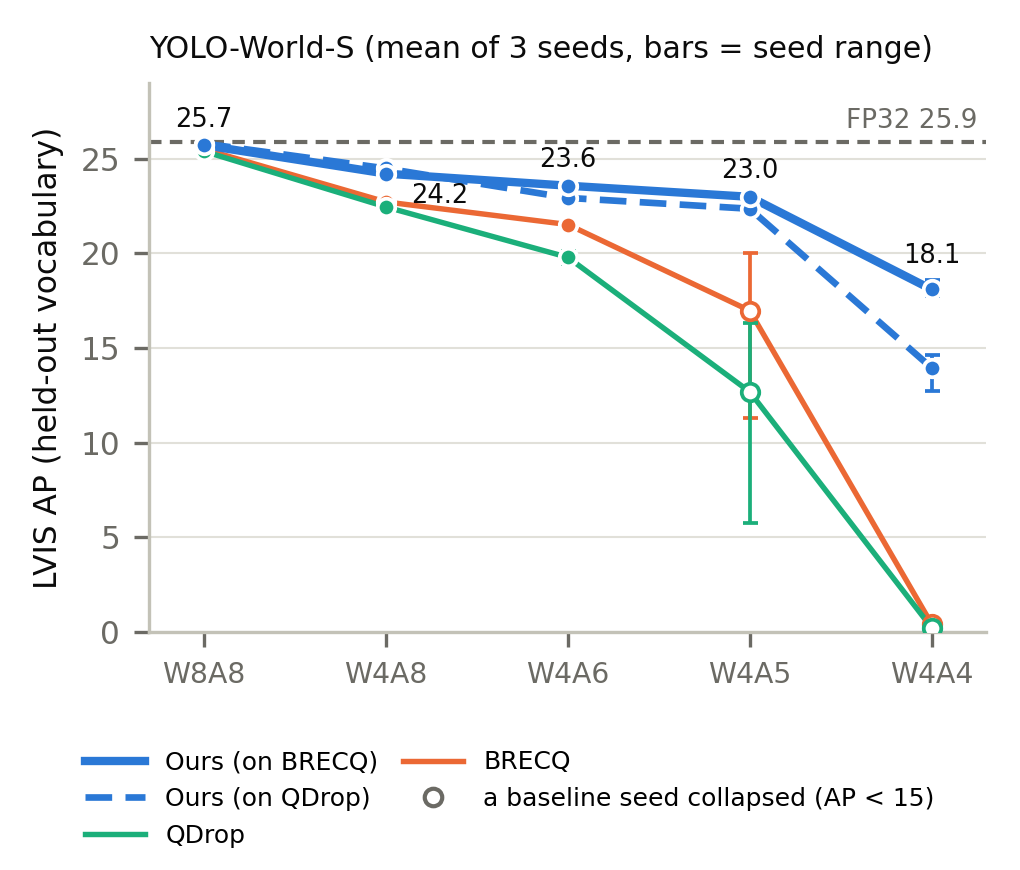 YOLO-World-S (mean of 3 seeds, bars = seed range)
LVIS AP (held-out vocabulary)
25
20
15
10
5
0
25.7
24.2
23.6
23.0
18.1
FP32 25.9
W8A8 W4A8 W4A6 W4A5 W4A4
Ours (on BRECQ) BRECQ
Ours (on QDrop) a baseline seed collapsed (AP < 15)
QDrop